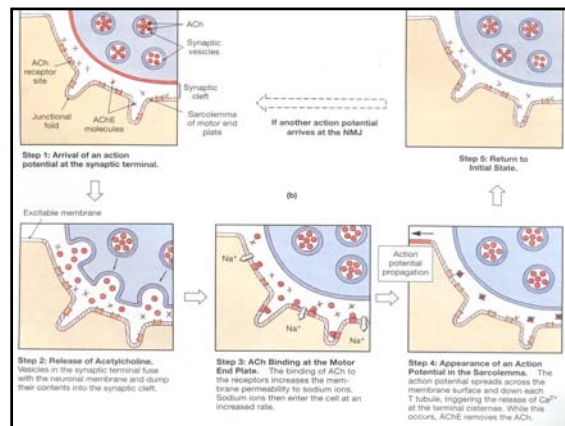 ACh
Synaptic
vesicles
ACh
receptor
site
Synaptic
cleft
Junctional
fold
AChE
molecules
Sarcolemma
of motor end
plate
Step 1: Arrival of an action
potential at the synaptic terminal.
If another action potential
arrives at the NMJ
Step 5: Return to
Initial State.
(b)
Excitable membrane
Step 2: Release of Acetylcholine.
Vesicles in the synaptic terminal fuse
with the neuronal membrane and dump
their contents into the synaptic cleft.
Na⁺
Na⁺
Na⁺
Step 3: ACh Binding at the Motor
End Plate. The binding of ACh to
the receptors increases the mem-
brane permeability to sodium ions.
Sodium ions then enter the cell at an
increased rate.
Action
potential
propagation
Step 4: Appearance of an Action
Potential in the Sarcolemma. The
action potential spreads across the
membrane surface and down each
T tubule, triggering the release of Ca²⁺
at the terminal cisternae. While this
occurs, AChE removes the ACh.